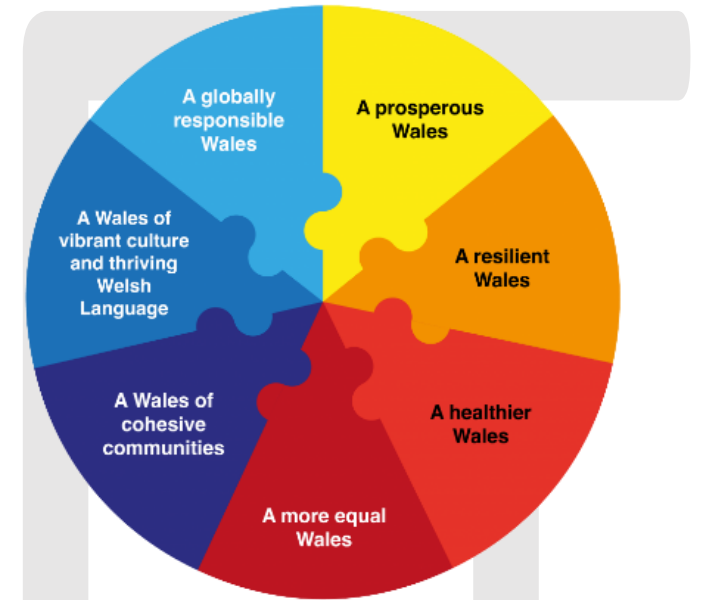 A prosperous
Wales
A resilient
Wales
A healthier
Wales
A more equal
Wales
A Wales of
cohesive
communities
A Wales of
vibrant culture
and thriving
Welsh
Language
A globally
responsible
Wales